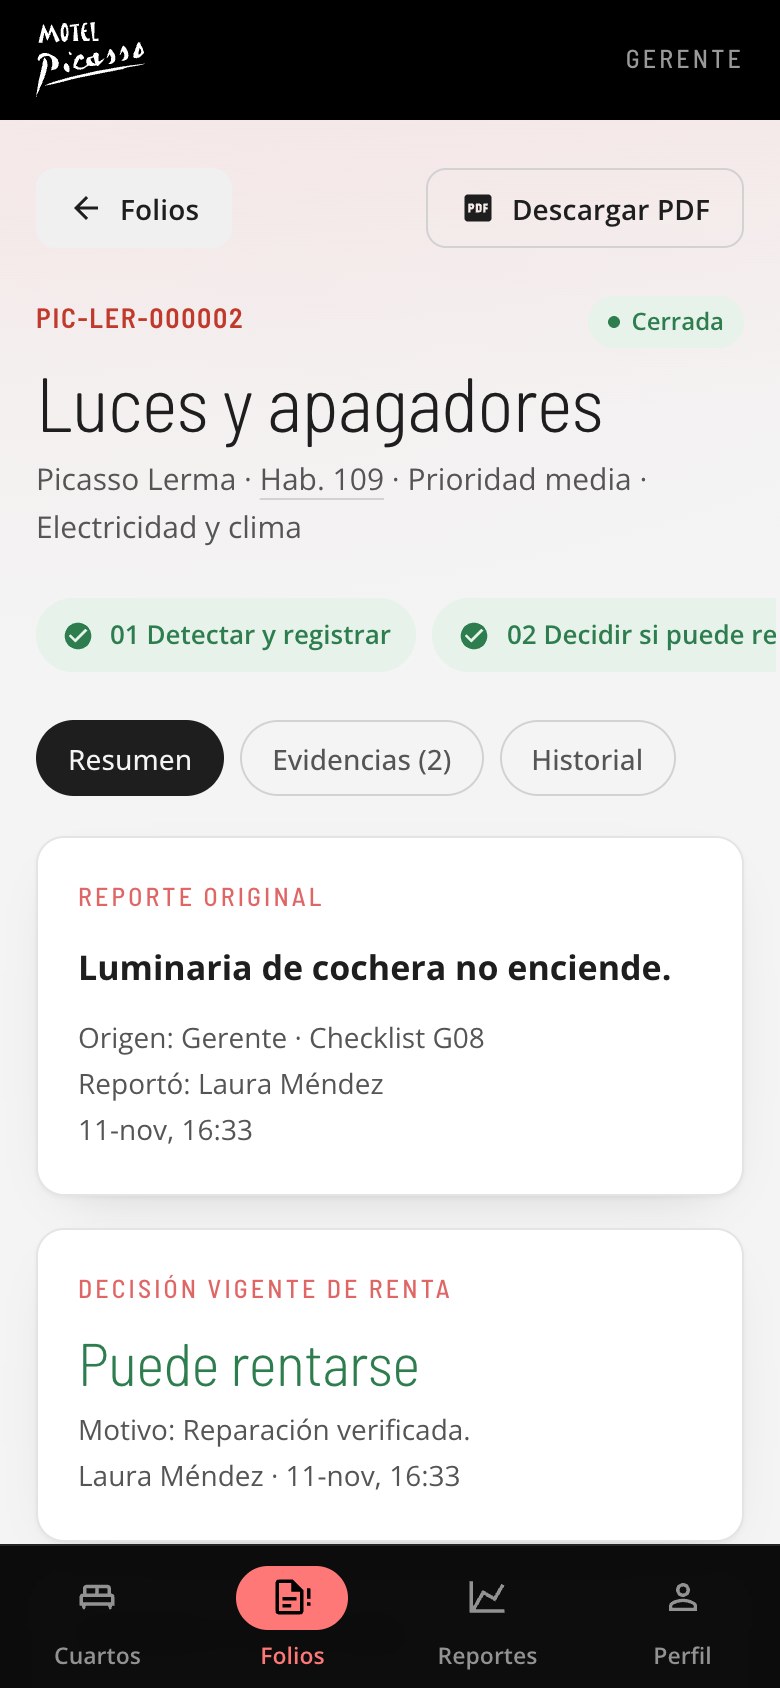 MOTEL
Picasso
GERENTE
Folios
PDF Descargar PDF
PIC-LER-000002
Cerrada
Luces y apagadores
Picasso Lerma · Hab. 109 · Prioridad media ·
Electricidad y clima
01 Detectar y registrar
02 Decidir si puede re
Resumen
Evidencias (2)
Historial
REPORTE ORIGINAL
Luminaria de cochera no enciende.
Origen: Gerente · Checklist G08
Reportó: Laura Méndez
11-nov, 16:33
DECISIÓN VIGENTE DE RENTA
Puede rentarse
Motivo: Reparación verificada.
Laura Méndez · 11-nov, 16:33
Cuartos
Folios
Reportes
Perfil